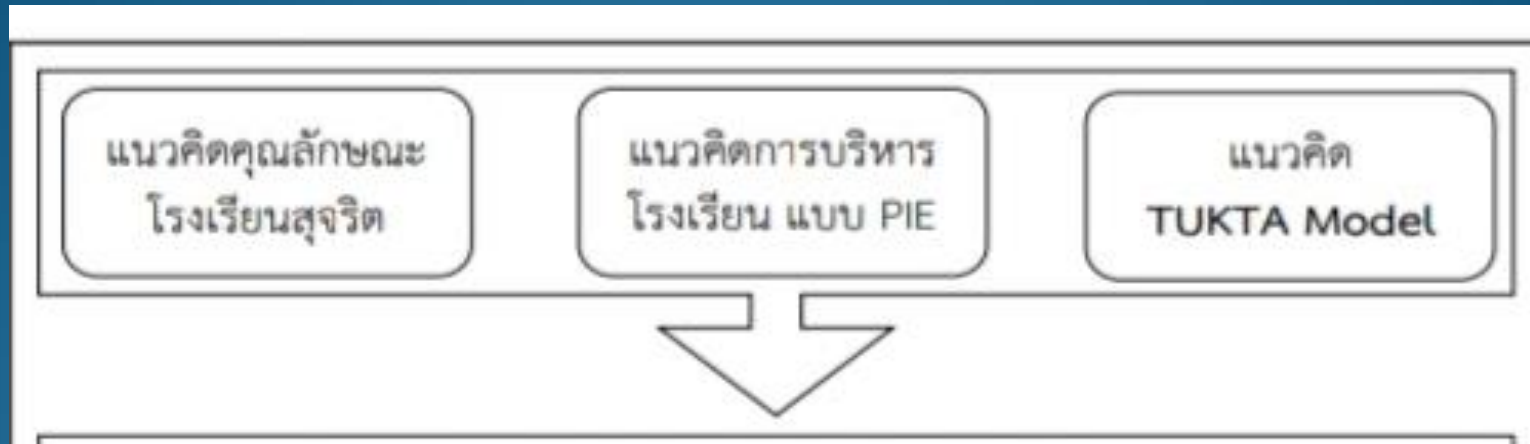 แนวคิดคุณลักษณะ
โรงเรียนสุจริต
แนวคิดการบริหาร
โรงเรียน แบบ PIE
แนวคิด
TUKTA Model